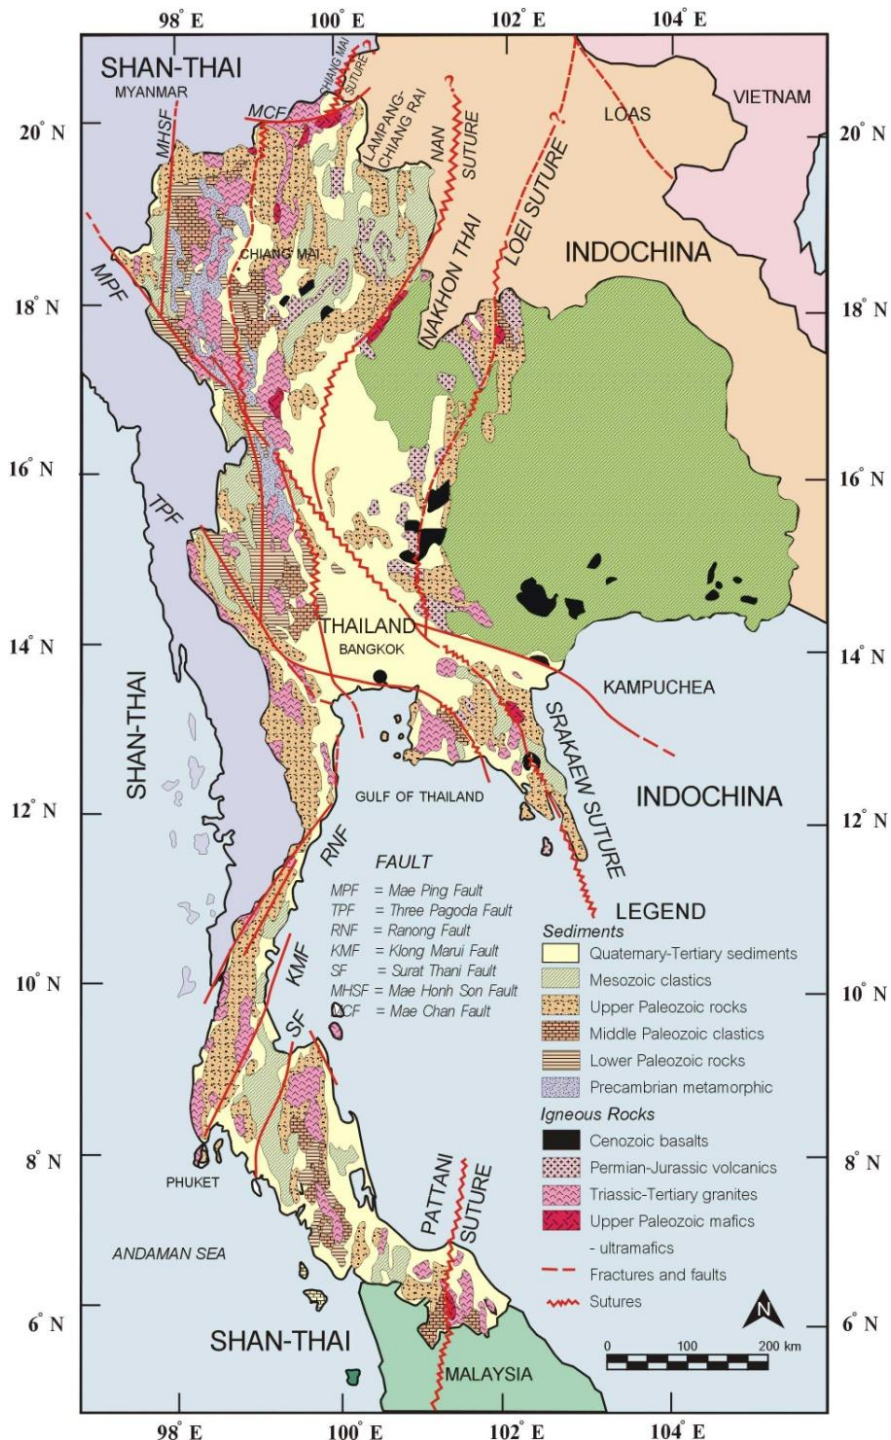 98° E
100° E
102° E
104° E
SHAN-THAI
MYANMAR
MHSF
MCF
CHIANG MAI
SUTURE
?
LAMPANG-
CHIANG RAI
NAN
SUTURE
?
LOAS
VIETNAM
20° N
20° N
NAKHON THAI
LOEI SUTURE
?
INDOCHINA
CHIANG MAI
MPF
18° N
18° N
16° N
16° N
TPF
14° N
14° N
THAILAND
BANGKOK
KAMPUCHEA
SHAN-THAI
SRAKAEW SUTURE
INDOCHINA
GULF OF THAILAND
12° N
12° N
RNF
FAULT
MPF = Mae Ping Fault
TPF = Three Pagoda Fault
RNF = Ranong Fault
KMF = Klong Marui Fault
SF = Surat Thani Fault
MHSF = Mae Honh Son Fault
MCF = Mae Chan Fault
KMF
SF
10° N
10° N
LEGEND
Sediments
Quaternary-Tertiary sediments
Mesozoic clastics
Upper Paleozoic rocks
Middle Paleozoic clastics
Lower Paleozoic rocks
Precambrian metamorphic
Igneous Rocks
Cenozoic basalts
Permian-Jurassic volcanics
Triassic-Tertiary granites
Upper Paleozoic mafics
- ultramafics
Fractures and faults
Sutures
8° N
8° N
PHUKET
PATTANI
SUTURE
ANDAMAN SEA
6° N
6° N
SHAN-THAI
MALAYSIA
N
0 100 200 km
98° E
100° E
102° E
104° E